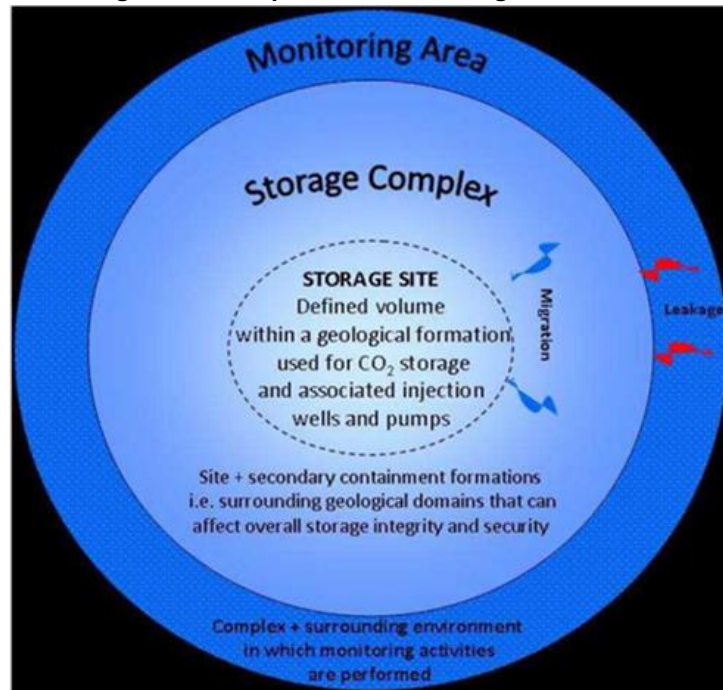 Monitoring Area
Storage Complex
STORAGE SITE
Defined volume
within a geological formation
used for CO₂ storage
and associated injection
wells and pumps
Migration
Leakage
Site + secondary containment formations
i.e. surrounding geological domains that can
affect overall storage integrity and security
Complex + surrounding environment
in which monitoring activities
are performed